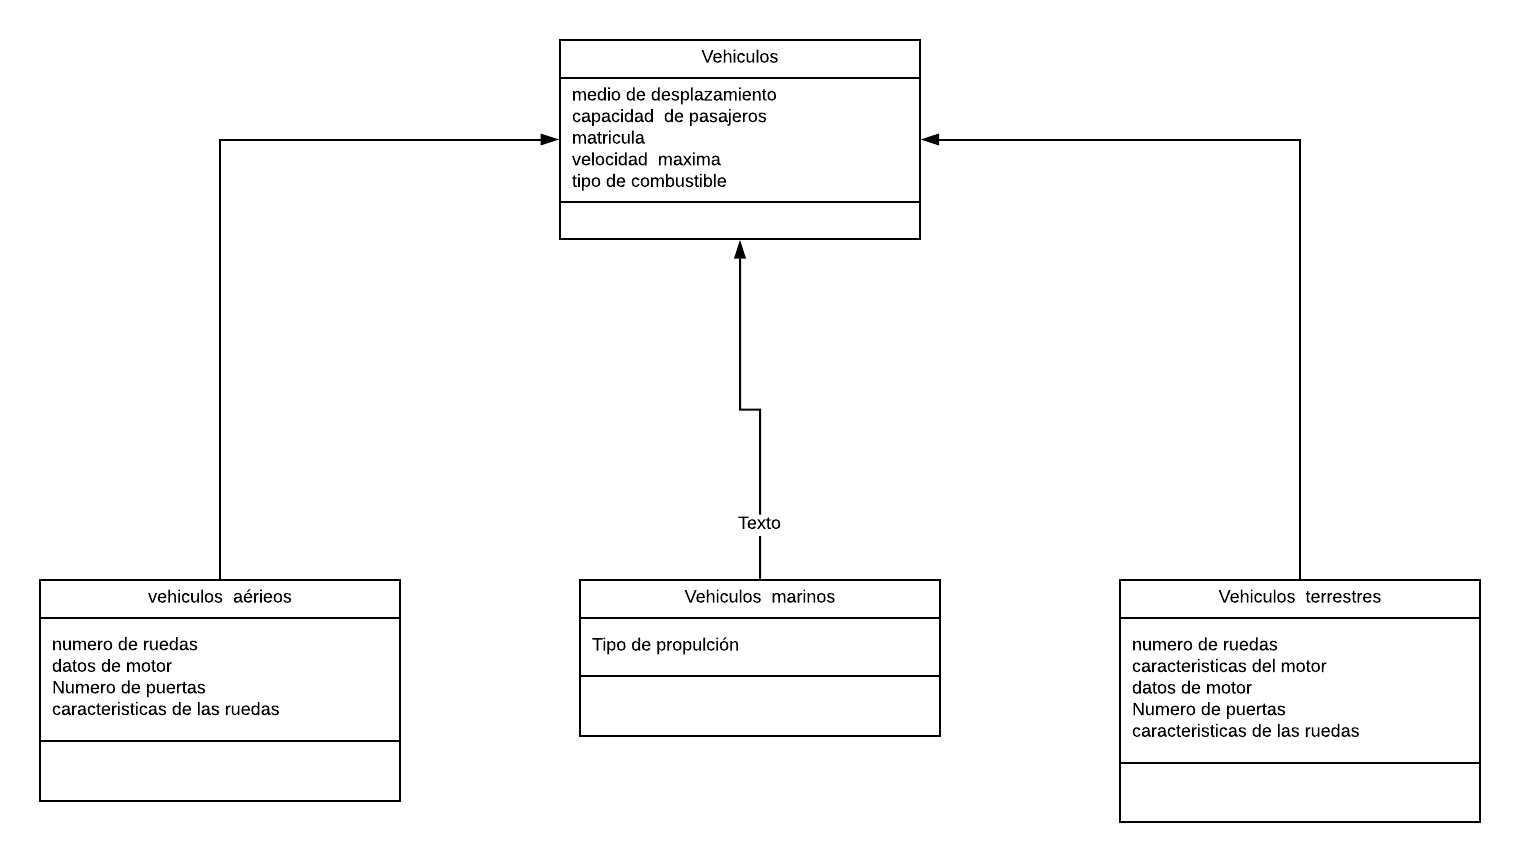 Vehiculos
medio de desplazamiento
capacidad  de pasajeros
matricula
velocidad  maxima
tipo de combustible
Texto
vehiculos  aérieos
numero de ruedas
datos de motor
Numero de puertas
caracteristicas de las ruedas
Vehiculos  marinos
Tipo de propulción
Vehiculos  terrestres
numero de ruedas
caracteristicas del motor
datos de motor
Numero de puertas
caracteristicas de las ruedas